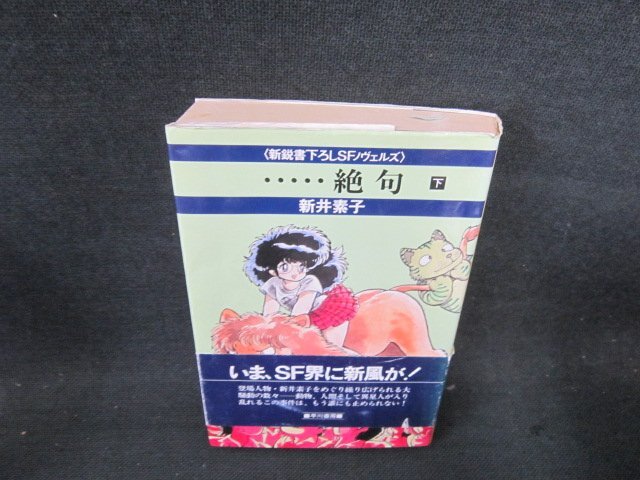 〈新鋭書下ろしSFノヴェルズ〉
・・・・・絶句 下
新井素子
いま、SF界に新風が！
登場人物・新井素子をめぐり繰り広げられる大
騒動の数々——動物、人間そして異星人が入り
乱れるこの事件は、もう誰にも止められない！
早川書房